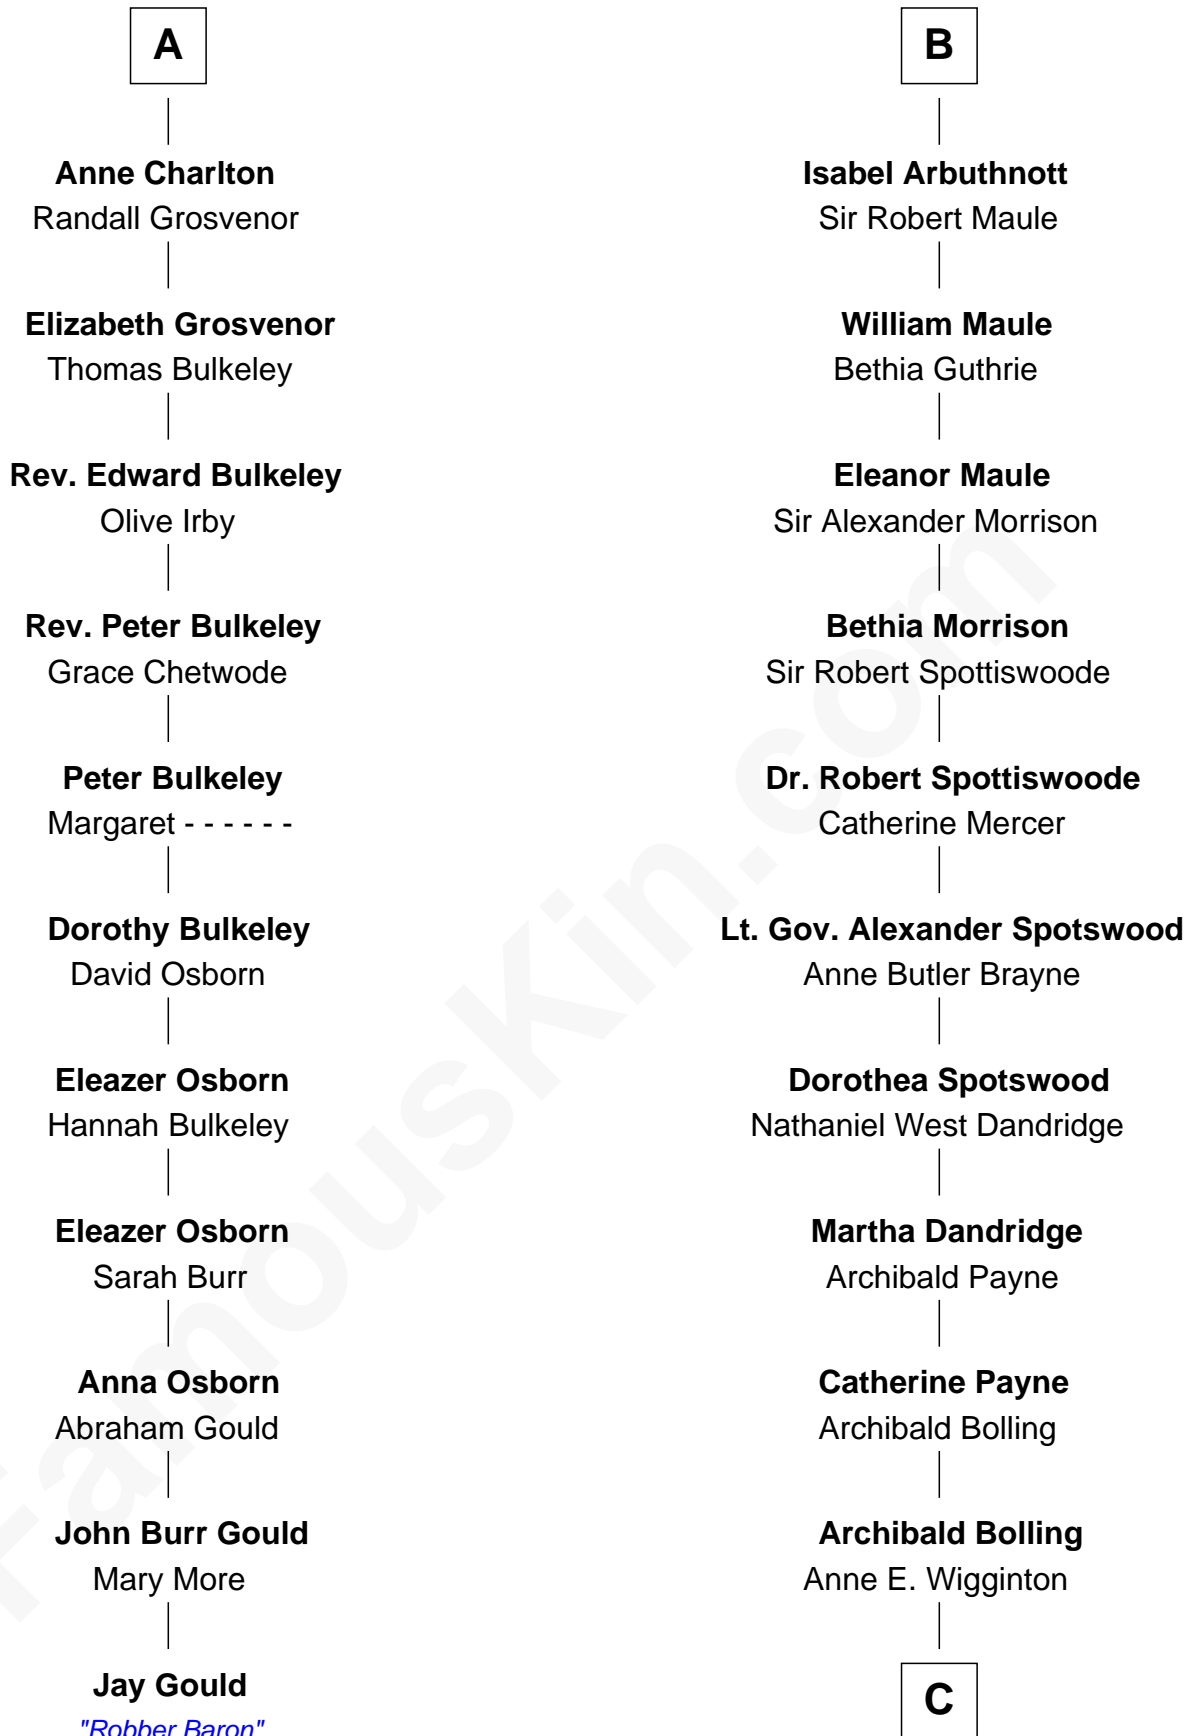 A
Anne Charlton
Randall Grosvenor
Elizabeth Grosvenor
Thomas Bulkeley
Rev. Edward Bulkeley
Olive Irby
Rev. Peter Bulkeley
Grace Chetwode
Peter Bulkeley
Margaret - - - - - -
Dorothy Bulkeley
David Osborn
Eleazer Osborn
Hannah Bulkeley
Eleazer Osborn
Sarah Burr
Anna Osborn
Abraham Gould
John Burr Gould
Mary More
Jay Gould
"Robber Baron"
B
Isabel Arbuthnott
Sir Robert Maule
William Maule
Bethia Guthrie
Eleanor Maule
Sir Alexander Morrison
Bethia Morrison
Sir Robert Spottiswoode
Dr. Robert Spottiswoode
Catherine Mercer
Lt. Gov. Alexander Spotswood
Anne Butler Brayne
Dorothea Spotswood
Nathaniel West Dandridge
Martha Dandridge
Archibald Payne
Catherine Payne
Archibald Bolling
Archibald Bolling
Anne E. Wigginton
C
FamousKin.com